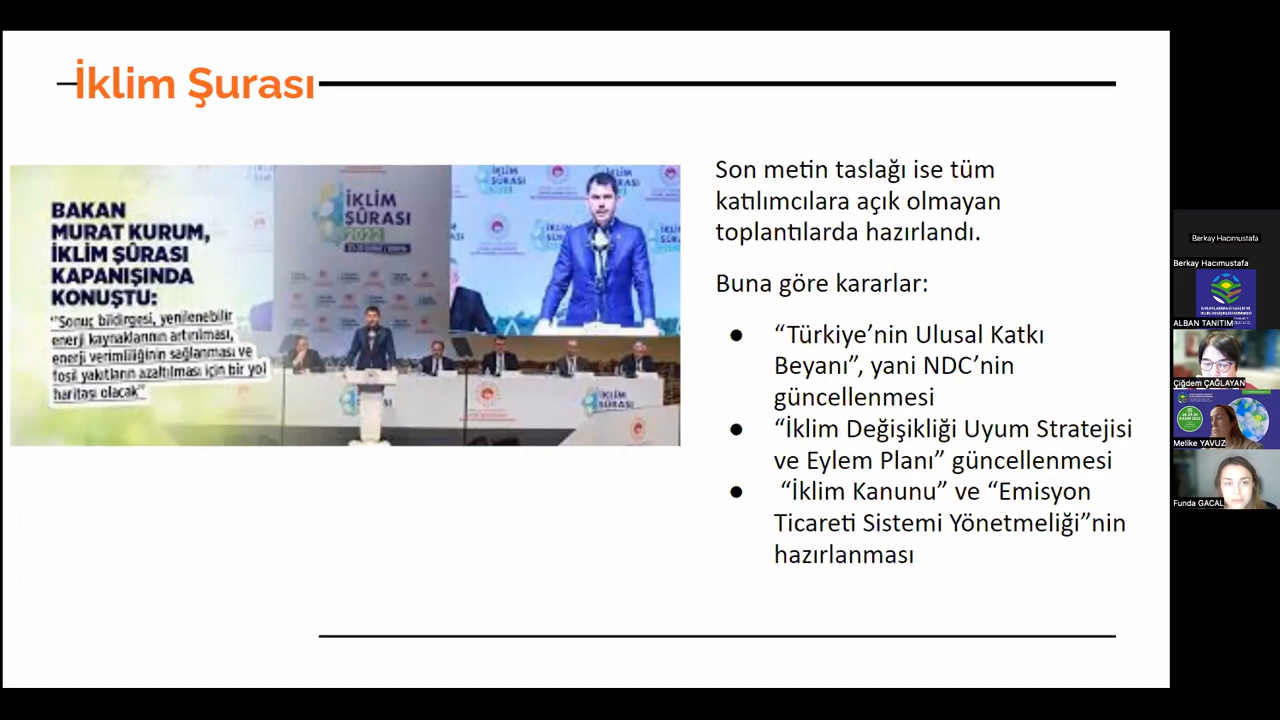 İklim Şurası
BAKAN
MURAT KURUM,
İKLİM ŞÛRASI
KAPANIŞINDA
KONUŞTU:
"Sonuç bildirgesi, yenilenebilir
enerji kaynaklarının artırılması,
enerji verimliliğinin sağlanması ve
fosil yakıtların azaltılması için bir yol
haritası olacak"
İKLİM
ŞÛRASI
2022
İKLİM
ŞÛRASI
Son metin taslağı ise tüm
katılımcılara açık olmayan
toplantılarda hazırlandı.
Buna göre kararlar:
● “Türkiye’nin Ulusal Katkı
Beyanı”, yani NDC’nin
güncellenmesi
● “İklim Değişikliği Uyum Stratejisi
ve Eylem Planı” güncellenmesi
● “İklim Kanunu” ve “Emisyon
Ticareti Sistemi Yönetmeliği”nin
hazırlanması
Berkay Hacımustafa
Berkay Hacımustafa
ALBAN TANITIM
Çiğdem ÇAĞLAYAN
Melike YAVUZ
Funda GACAL